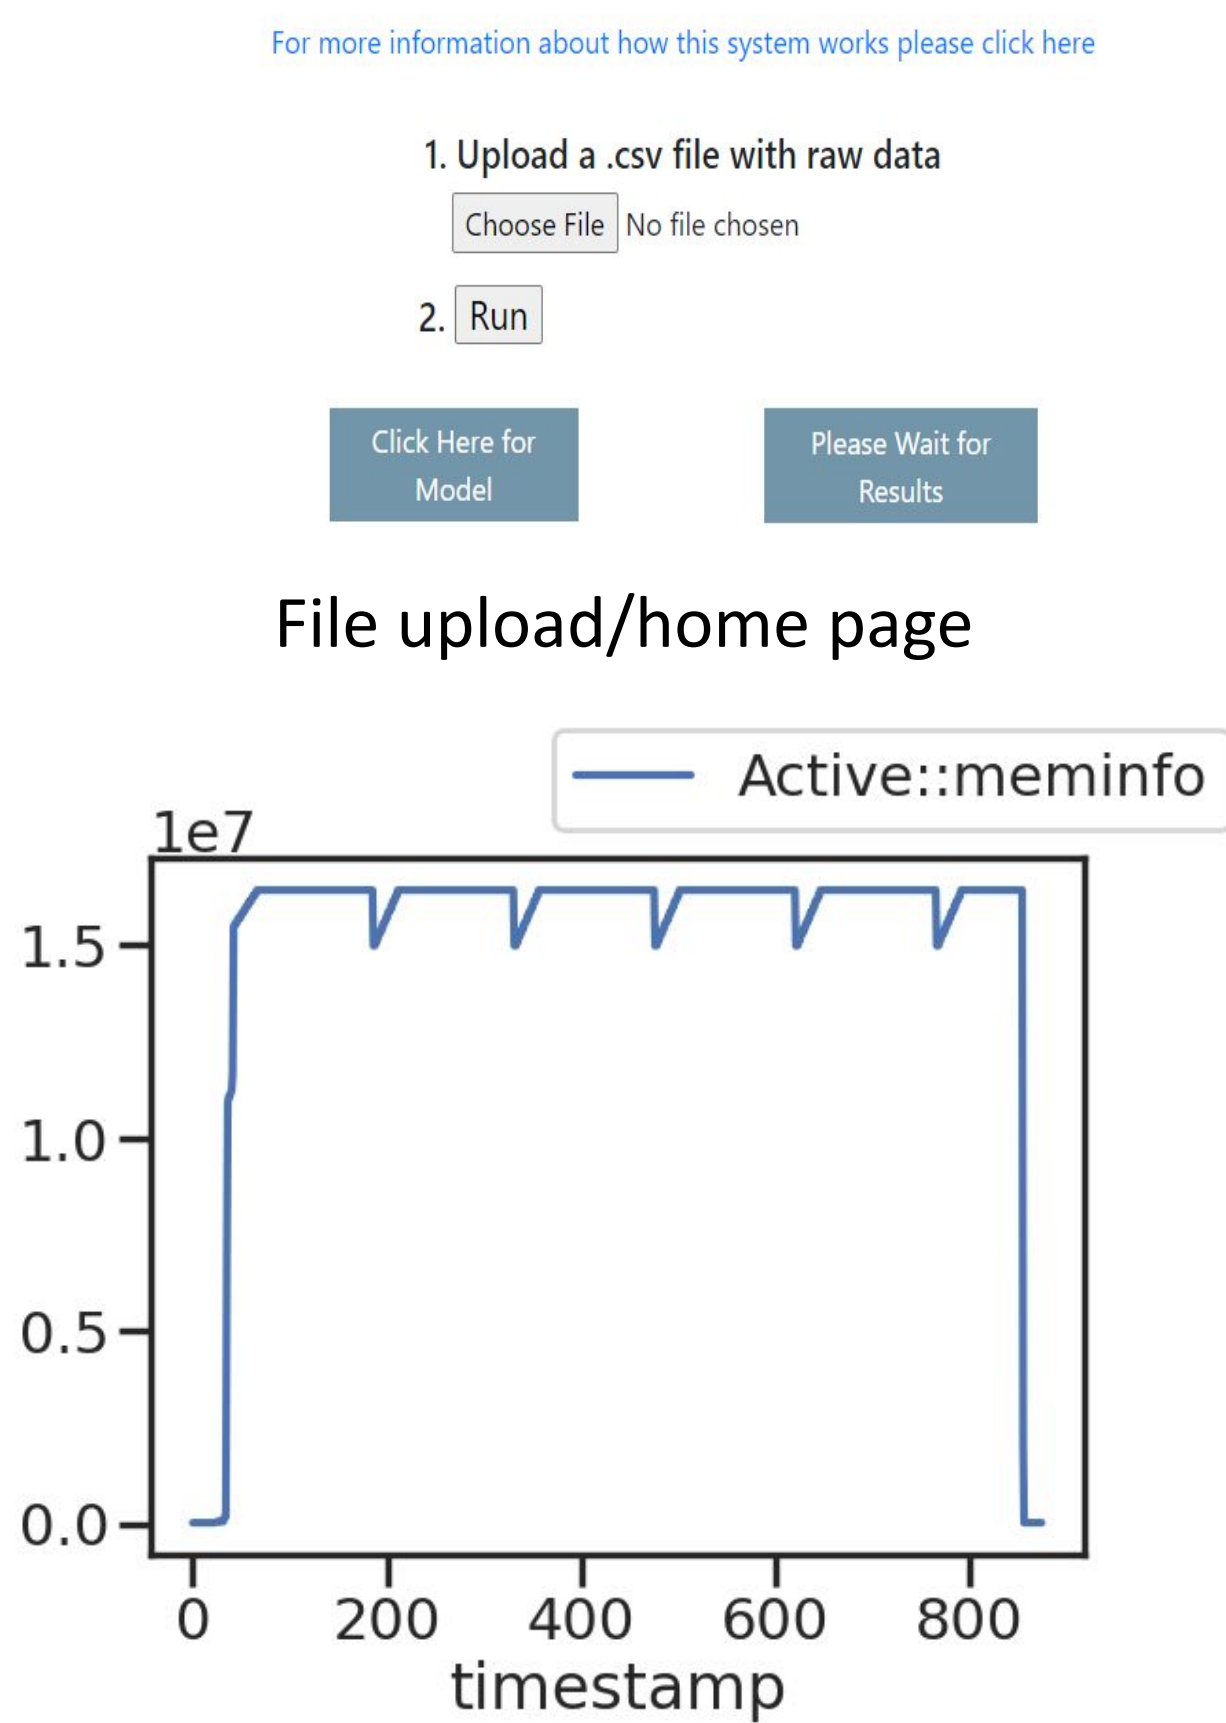 For more information about how this system works please click here
1. Upload a .csv file with raw data
Choose File No file chosen
2. Run
Click Here for
Model
Please Wait for
Results
File upload/home page
Active::meminfo
1e7
1.5
1.0
0.5
0.0
0 200 400 600 800
timestamp